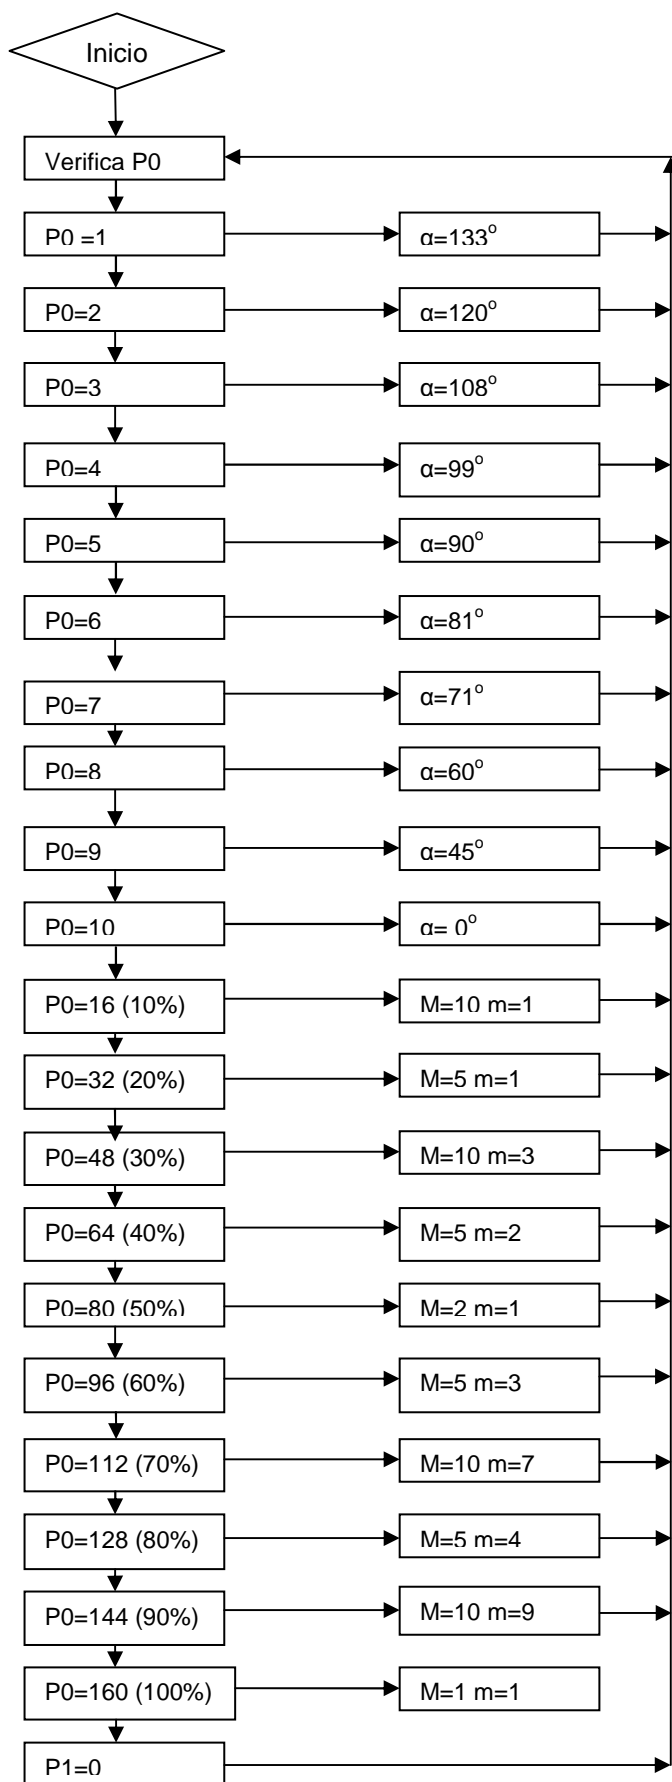 Inicio
Verifica P0
P0 =1
α=133°
P0=2
α=120°
P0=3
α=108°
P0=4
α=99°
P0=5
α=90°
P0=6
α=81°
P0=7
α=71°
P0=8
α=60°
P0=9
α=45°
P0=10
α= 0°
P0=16 (10%)
M=10 m=1
P0=32 (20%)
M=5 m=1
P0=48 (30%)
M=10 m=3
P0=64 (40%)
M=5 m=2
P0=80 (50%)
M=2 m=1
P0=96 (60%)
M=5 m=3
P0=112 (70%)
M=10 m=7
P0=128 (80%)
M=5 m=4
P0=144 (90%)
M=10 m=9
P0=160 (100%)
M=1 m=1
P1=0